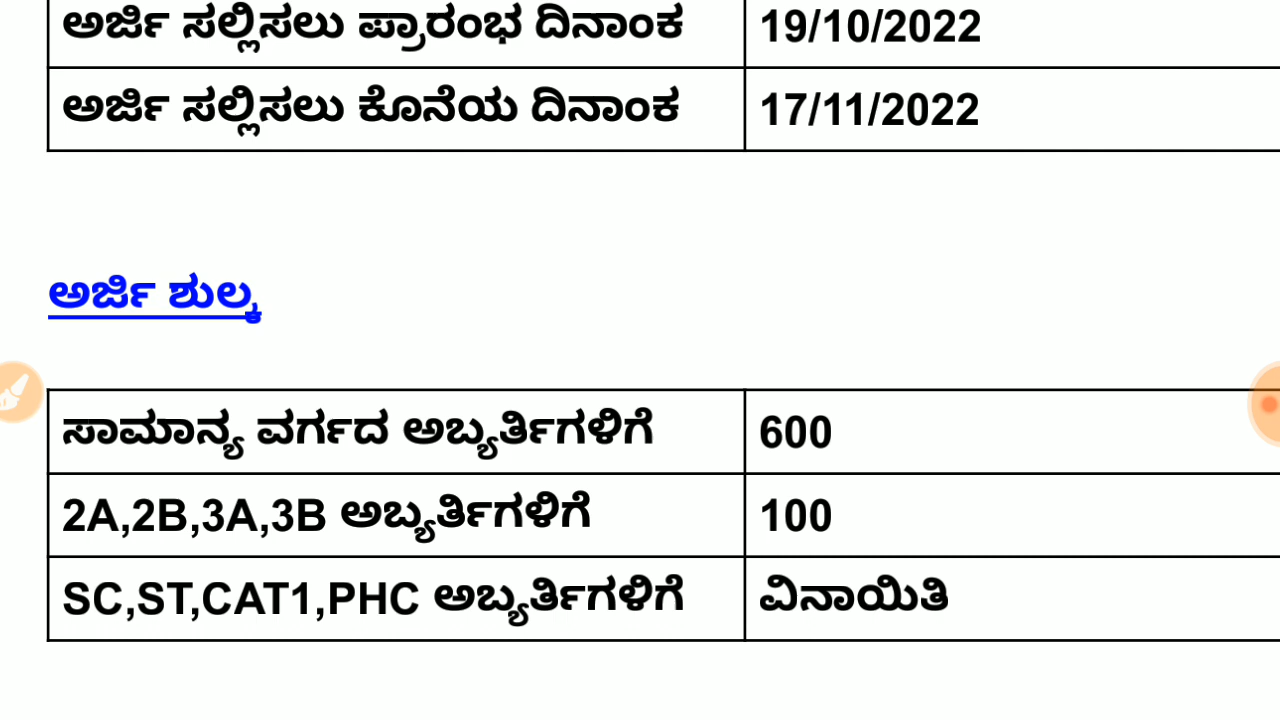 ಅರ್ಜಿ ಸಲ್ಲಿಸಲು ಪ್ರಾರಂಭ ದಿನಾಂಕ 19/10/2022
ಅರ್ಜಿ ಸಲ್ಲಿಸಲು ಕೊನೆಯ ದಿನಾಂಕ 17/11/2022
ಅರ್ಜಿ ಶುಲ್ಕ
ಸಾಮಾನ್ಯ ವರ್ಗದ ಅಬ್ಯರ್ತಿಗಳಿಗೆ 600
2A,2B,3A,3B ಅಬ್ಯರ್ತಿಗಳಿಗೆ 100
SC,ST,CAT1,PHC ಅಬ್ಯರ್ತಿಗಳಿಗೆ ವಿನಾಯಿತಿ